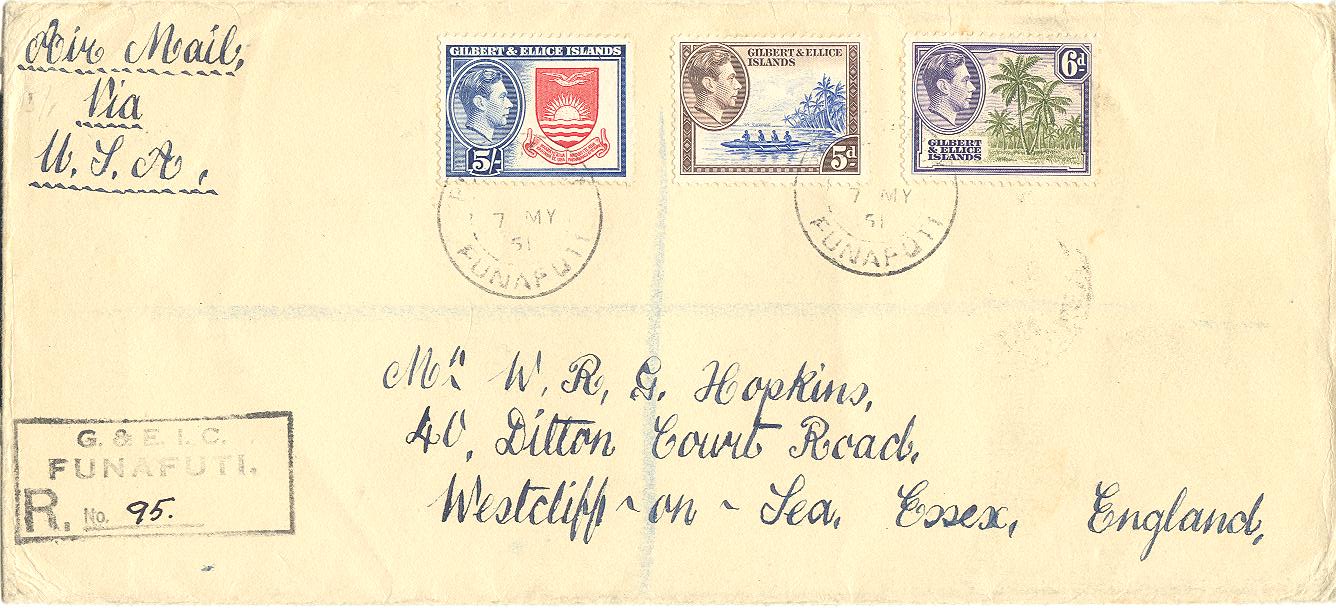 Air Mail,
Via
U. S. A.,
GILBERT & ELLICE ISLANDS
5/-
GILBERT & ELLICE
ISLANDS
5d
6d
GILBERT
& ELLICE
ISLANDS
7 MY
51
FUNAFUTI
7 MY
51
FUNAFUTI
Mr. W. R. G. Hopkins,
40, Ditton Court Road,
Westcliff - on - Sea, Essex, England,
G. & E. I. C.
FUNAFUTI.
R. No. 95.